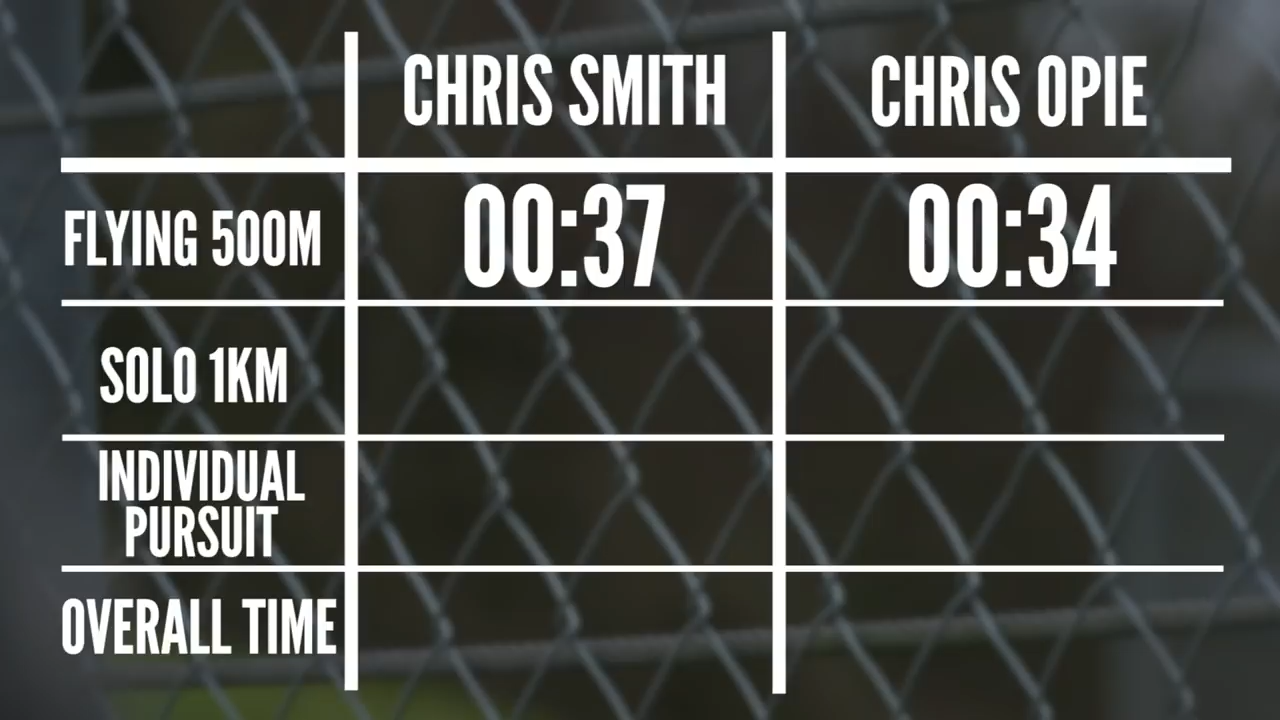 CHRIS SMITH CHRIS OPIE
FLYING 500M 00:37 00:34
SOLO 1KM
INDIVIDUAL
PURSUIT
OVERALL TIME